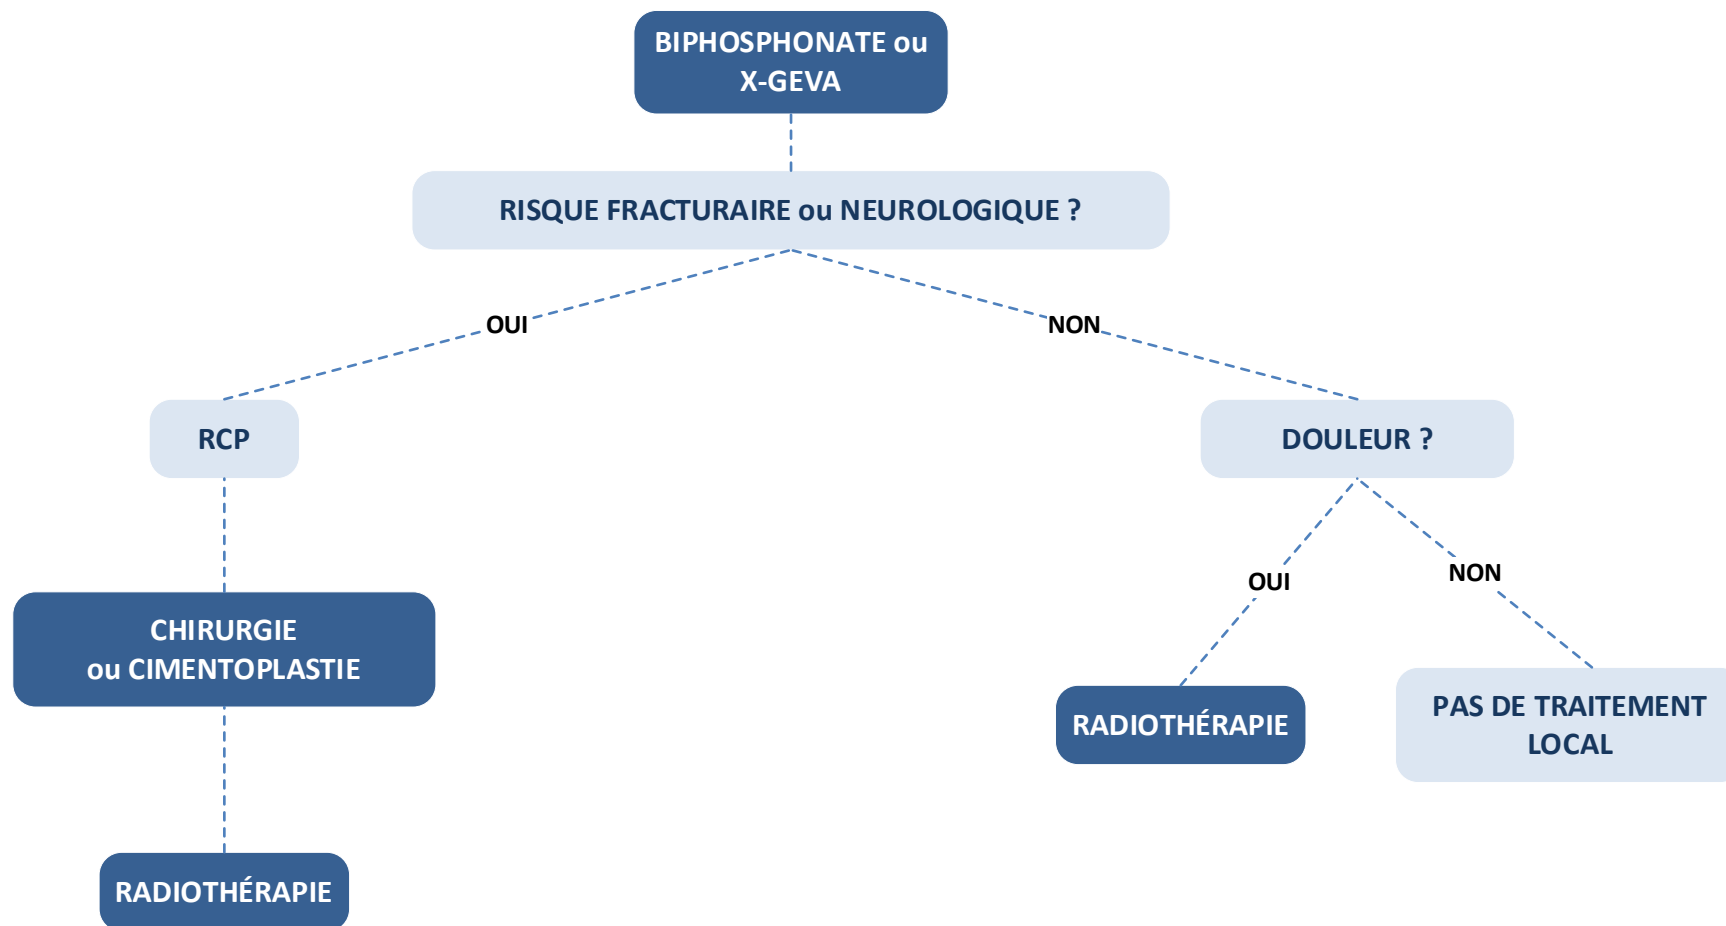 BIPHOSPHONATE ou
X-GEVA
RISQUE FRACTURAIRE ou NEUROLOGIQUE ?
OUI
NON
RCP
DOULEUR ?
OUI
NON
CHIRURGIE
ou CIMENTOPLASTIE
RADIOTHÉRAPIE
PAS DE TRAITEMENT
LOCAL
RADIOTHÉRAPIE